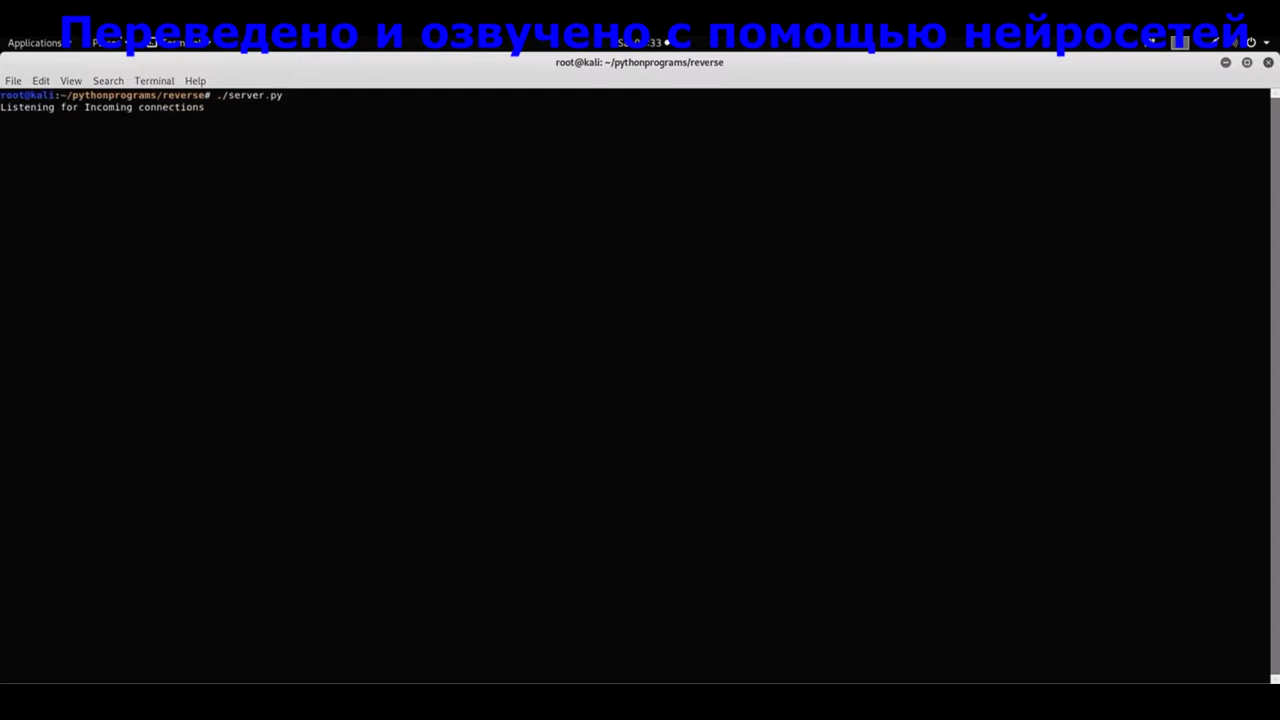 Переведено и озвучено с помощью нейросетей
Applications
root@kali: ~/pythonprograms/reverse
File Edit View Search Terminal Help
root@kali:~/pythonprograms/reverse# ./server.py
Listening for Incoming connections